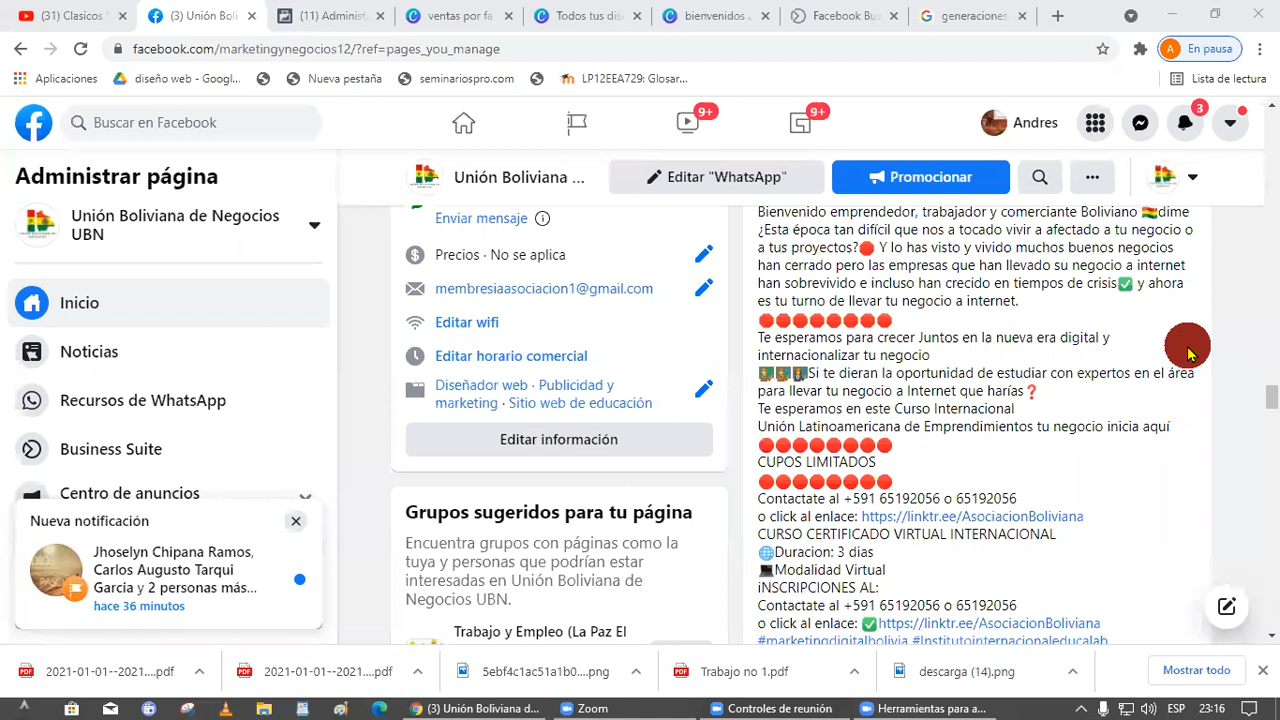 (31) Clasicos
(3) Unión Boli
(11) Administ
ventas por fa
Todos tus dis
bienvenidos
Facebook Bus
generaciones
facebook.com/marketingynegocios12/?ref=pages_you_manage
En pausa
Aplicaciones
diseño web - Googl...
Nueva pestaña
seminariospro.com
LP12EEA729: Glosar...
Lista de lectura
Buscar en Facebook
9+
9+
Andres
3
Administrar página
Unión Boliviana ...
Editar "WhatsApp"
Promocionar
Unión Boliviana de Negocios
UBN
Inicio
Noticias
Recursos de WhatsApp
Business Suite
Centro de anuncios
Nueva notificación
Jhoselyn Chipana Ramos,
Carlos Augusto Tarqui
Garcia y 2 personas más...
hace 36 minutos
Enviar mensaje
Precios · No se aplica
membresiaasociacion1@gmail.com
Editar wifi
Editar horario comercial
Diseñador web · Publicidad y
marketing · Sitio web de educación
Editar información
Grupos sugeridos para tu página
Encuentra grupos con páginas como la
tuya y personas que podrían estar
interesadas en Unión Boliviana de
Negocios UBN.
Trabajo y Empleo (La Paz El
Bienvenido emprendedor, trabajador y comerciante Boliviano dime
¿Esta época tan difícil que nos a tocado vivir a afectado a tu negocio o
a tus proyectos? Y lo has visto y vivido muchos buenos negocios
han cerrado pero las empresas que han llevado su negocio a internet
han sobrevivido e incluso han crecido en tiempos de crisis✅ y ahora
es tu turno de llevar tu negocio a internet.
Te esperamos para crecer Juntos en la nueva era digital y
internacionalizar tu negocio
Si te dieran la oportunidad de estudiar con expertos en el área
para llevar tu negocio a Internet que harías❓
Te esperamos en este Curso Internacional
Unión Latinoamericana de Emprendimientos tu negocio inicia aquí
CUPOS LIMITADOS
Contactate al +591 65192056 o 65192056
o click al enlace: https://linktr.ee/AsociacionBoliviana
CURSO CERTIFICADO VIRTUAL INTERNACIONAL
Duracion: 3 dias
Modalidad Virtual
iNSCRIPCIONES AL:
Contactate al +591 65192056 o 65192056
o click al enlace: ✅https://linktr.ee/AsociacionBoliviana
#marketingdigitalbolivia #Institutointernacionaleducalab
2021-01-01--2021....pdf
2021-01-01--2021....pdf
5ebf4c1ac51a1b0....png
Trabajo no 1.pdf
descarga (14).png
Mostrar todo
(3) Unión Boliviana d...
Zoom
Controles de reunión
Herramientas para a...
ESP
23:16